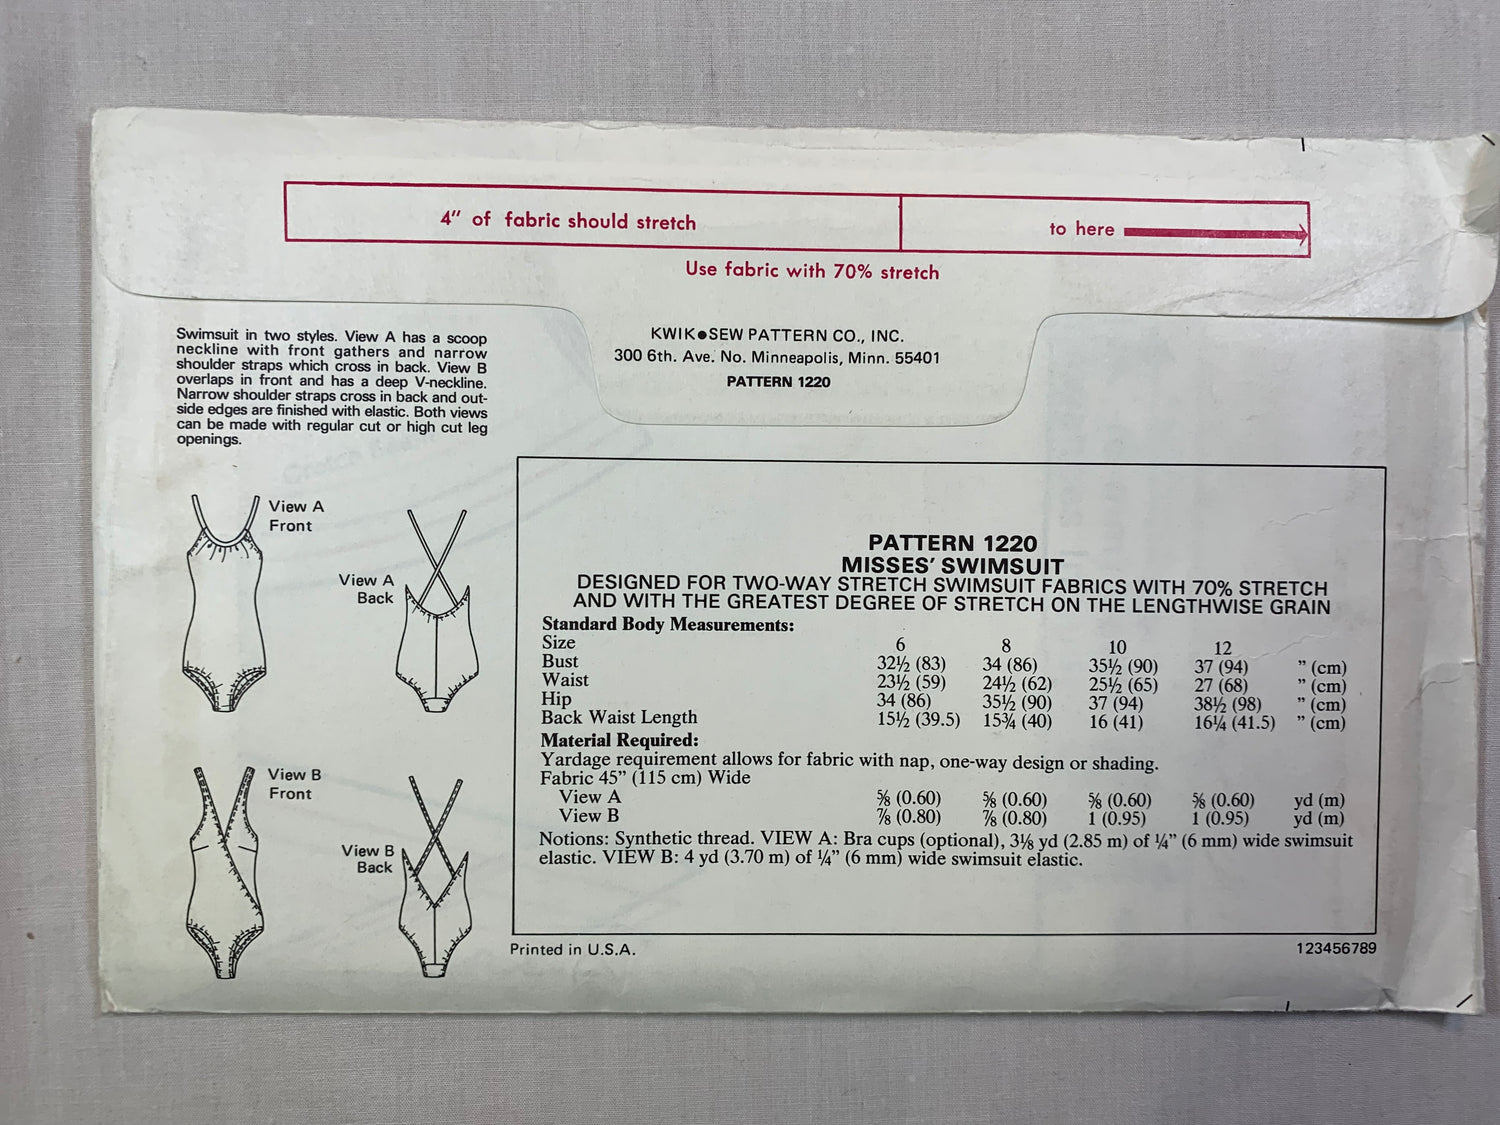 4” of fabric should stretch
to here
Use fabric with 70% stretch
KWIK●SEW PATTERN CO., INC.
300 6th. Ave. No. Minneapolis, Minn. 55401
PATTERN 1220
Swimsuit in two styles. View A has a scoop
neckline with front gathers and narrow
shoulder straps which cross in back. View B
overlaps in front and has a deep V-neckline.
Narrow shoulder straps cross in back and out-
side edges are finished with elastic. Both views
can be made with regular cut or high cut leg
openings.
View A
Front
View A
Back
View B
Front
View B
Back
PATTERN 1220
MISSES’ SWIMSUIT
DESIGNED FOR TWO-WAY STRETCH SWIMSUIT FABRICS WITH 70% STRETCH
AND WITH THE GREATEST DEGREE OF STRETCH ON THE LENGTHWISE GRAIN
Standard Body Measurements:
Size 6 8 10 12
Bust 32½ (83) 34 (86) 35½ (90) 37 (94) ” (cm)
Waist 23½ (59) 24½ (62) 25½ (65) 27 (68) ” (cm)
Hip 34 (86) 35½ (90) 37 (94) 38½ (98) ” (cm)
Back Waist Length 15½ (39.5) 15¾ (40) 16 (41) 16¼ (41.5) ” (cm)
Material Required:
Yardage requirement allows for fabric with nap, one-way design or shading.
Fabric 45” (115 cm) Wide
View A ⅝ (0.60) ⅝ (0.60) ⅝ (0.60) ⅝ (0.60) yd (m)
View B ⅞ (0.80) ⅞ (0.80) 1 (0.95) 1 (0.95) yd (m)
Notions: Synthetic thread. VIEW A: Bra cups (optional), 3⅛ yd (2.85 m) of ¼” (6 mm) wide swimsuit
elastic. VIEW B: 4 yd (3.70 m) of ¼” (6 mm) wide swimsuit elastic.
Printed in U.S.A.
123456789